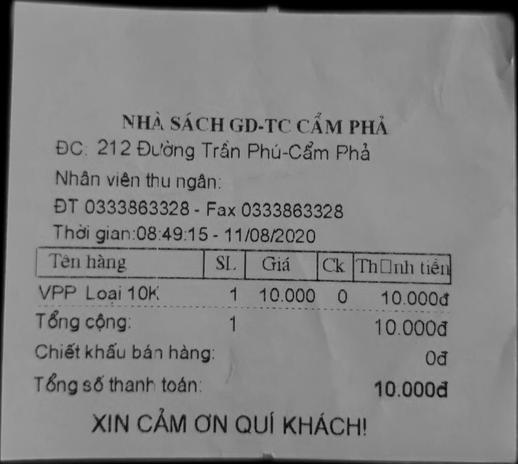 NHÀ SÁCH GD-TC CẨM PHẢ
ĐC: 212 Đường Trần Phú-Cẩm Phả
Nhân viên thu ngân:
ĐT 0333863328 - Fax 0333863328
Thời gian:08:49:15 - 11/08/2020
Tên hàng SL Giá Ck Th□nh tiền
VPP Loại 10K 1 10.000 0 10.000đ
Tổng cộng: 1 10.000đ
Chiết khấu bán hàng: 0đ
Tổng số thanh toán: 10.000đ
XIN CẢM ƠN QUÍ KHÁCH!